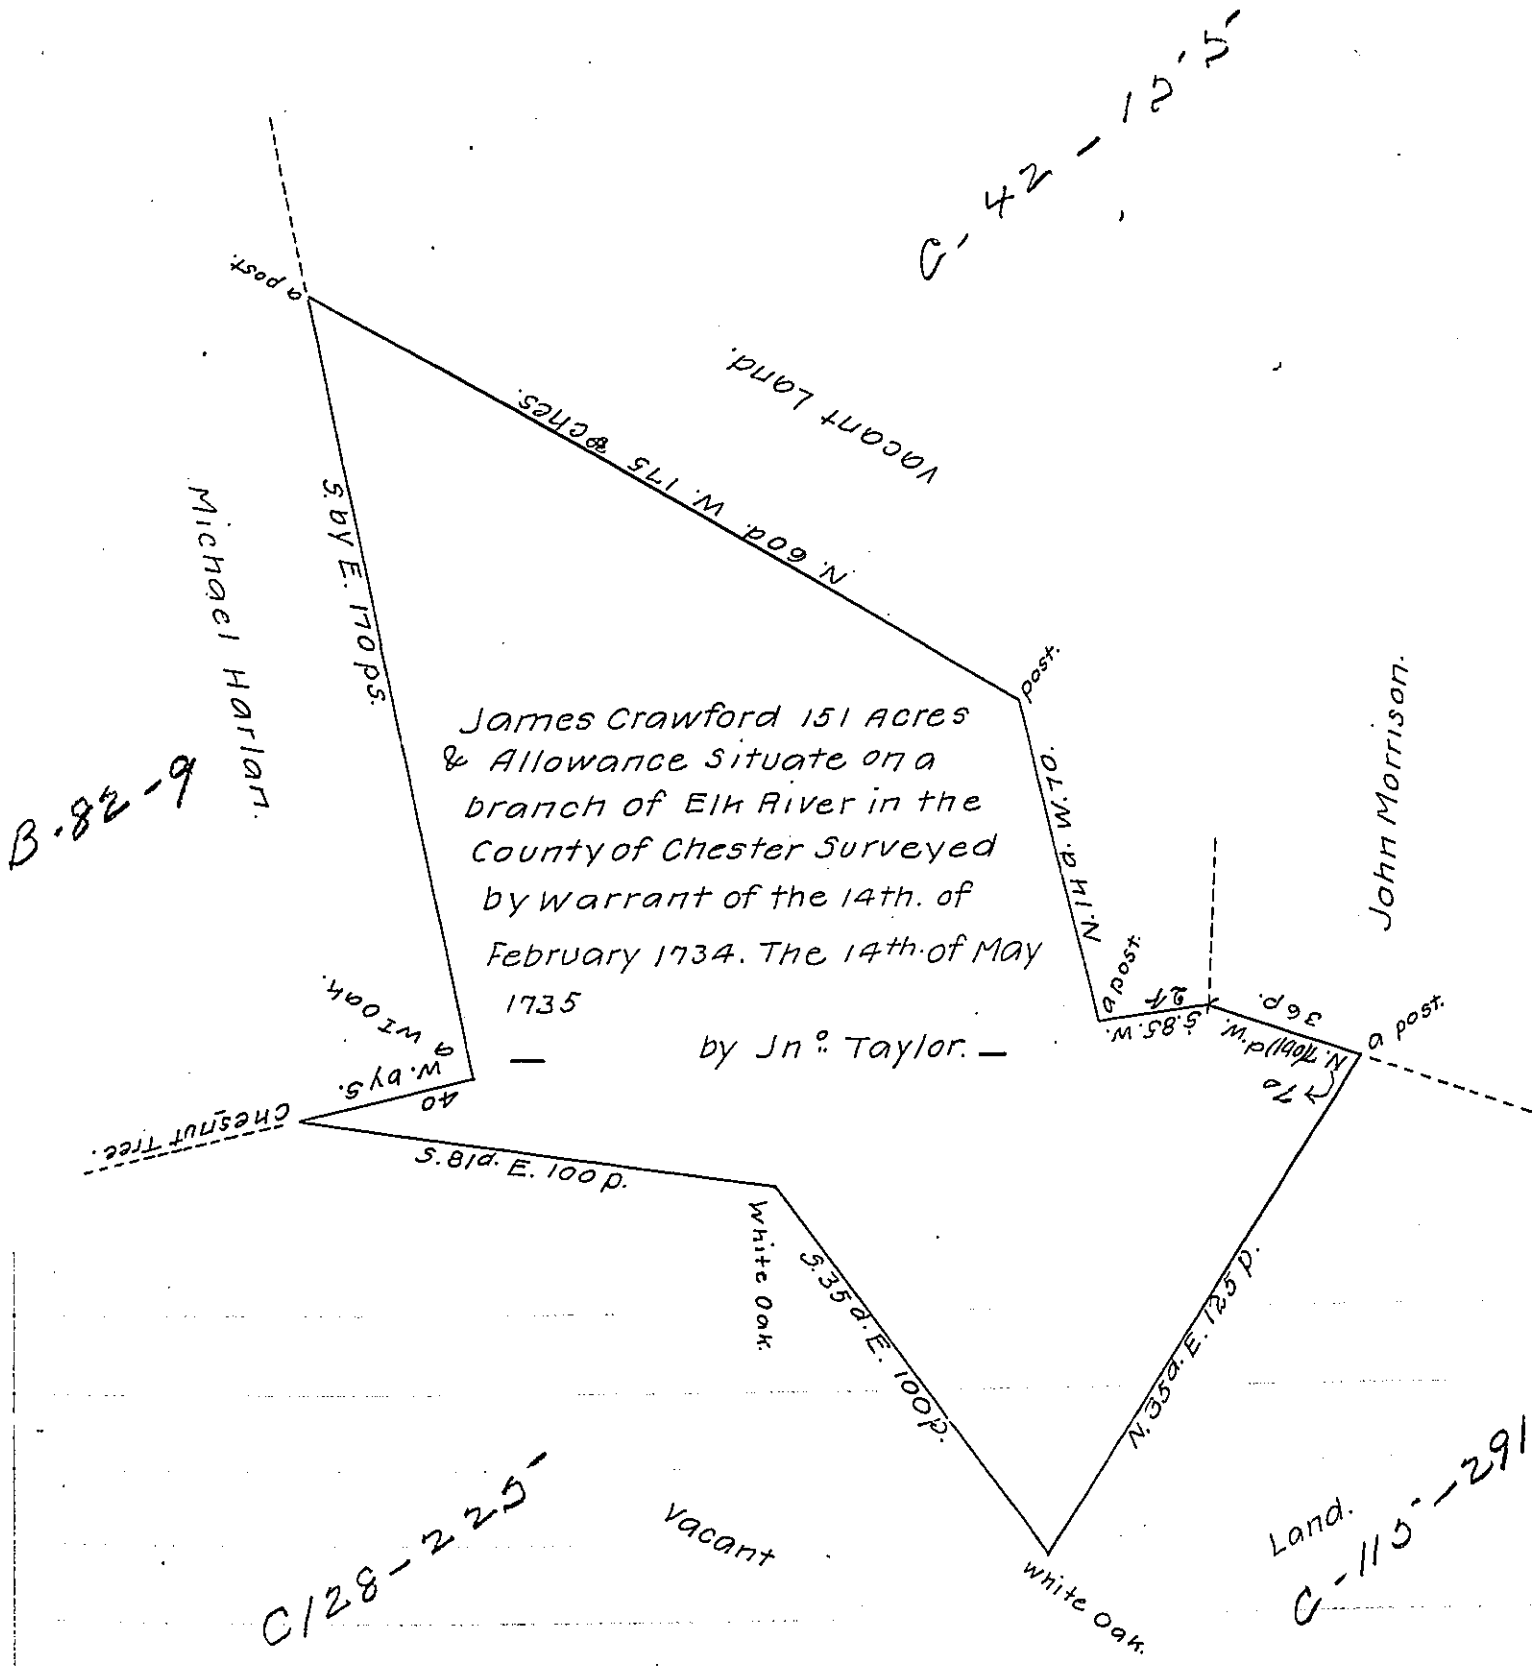 C-42-155
a post.
Vacant Land.
N. 60d. W. 175 pches.
S. by E. 170 ps.
Michael Harlan.
B-82-9
post.
N. 14 d. W. 70.
John Morrison.
James Crawford 151 Acres
& Allowance Situate on a
branch of Elk River in the
County of Chester Surveyed
by Warrant of the 14th. of
February 1734. The 14th. of May
1735
— by Jno. Taylor. —
a post.
S. 85. W.
36 p.
a post.
70
a W. Oak.
W. by S.
40
Chesnut Tree.
S. 81d. E. 100 p.
White Oak.
S. 35 d. E. 100 p.
N. 35 d. E. 125 p.
White Oak.
Vacant
Land.
C128-225
C-115-291